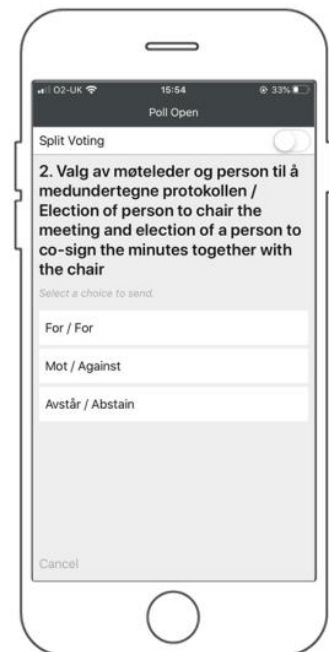 O2-UK 15:54 33%
Poll Open
Split Voting
2. Valg av møteleder og person til å
medundertegne protokollen /
Election of person to chair the
meeting and election of a person to
co-sign the minutes together with
the chair
Select a choice to send.
For / For
Mot / Against
Avstår / Abstain
Cancel